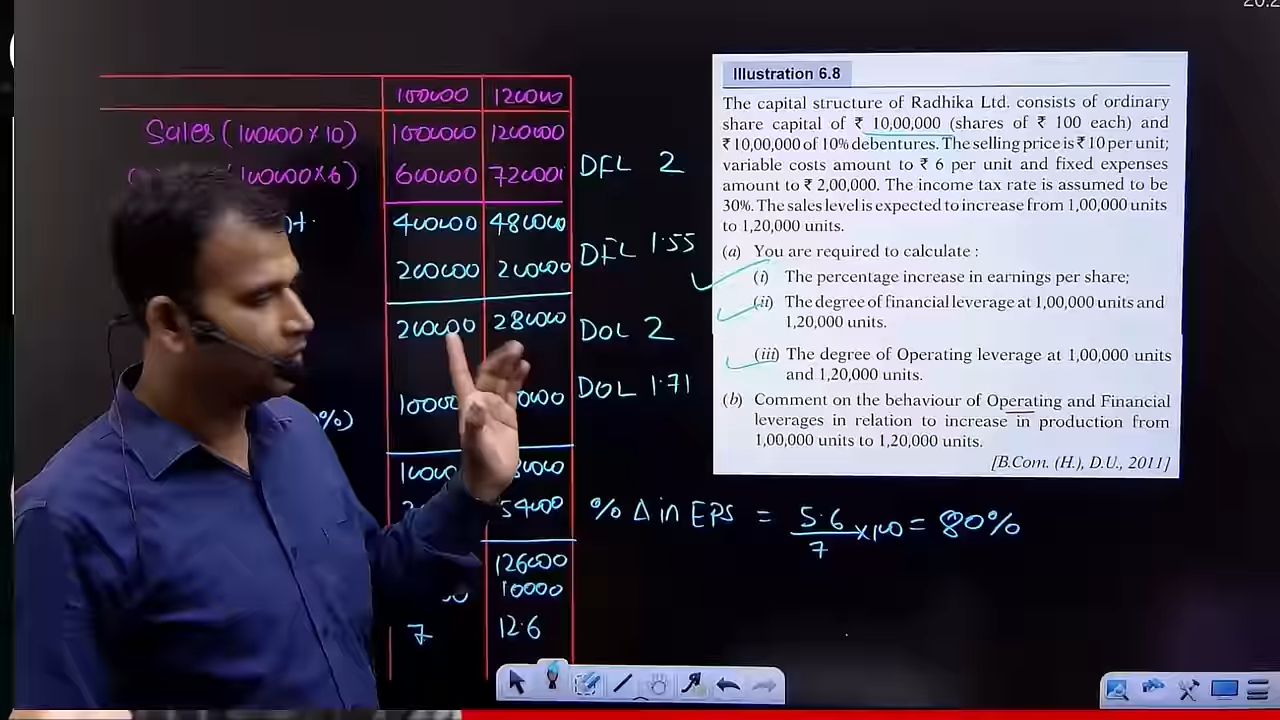 20:2
100000 120000
Sales (100000 x 10) 1000000 1200000
100000x6) 600000 720000
400000 480000
200000 200000
200000 280000
%)
54000
126000
10000
7 12.6
DFL 2
DFL 1.55
DOL 2
DOL 1.71
Illustration 6.8
The capital structure of Radhika Ltd. consists of ordinary
share capital of ₹ 10,00,000 (shares of ₹ 100 each) and
₹ 10,00,000 of 10% debentures. The selling price is ₹ 10 per unit;
variable costs amount to ₹ 6 per unit and fixed expenses
amount to ₹ 2,00,000. The income tax rate is assumed to be
30%. The sales level is expected to increase from 1,00,000 units
to 1,20,000 units.
(a) You are required to calculate :
(i) The percentage increase in earnings per share;
(ii) The degree of financial leverage at 1,00,000 units and
1,20,000 units.
(iii) The degree of Operating leverage at 1,00,000 units
and 1,20,000 units.
(b) Comment on the behaviour of Operating and Financial
leverages in relation to increase in production from
1,00,000 units to 1,20,000 units.
[B.Com. (H.), D.U., 2011]
% Δ in EPS = 5.6/7 x100 = 80%